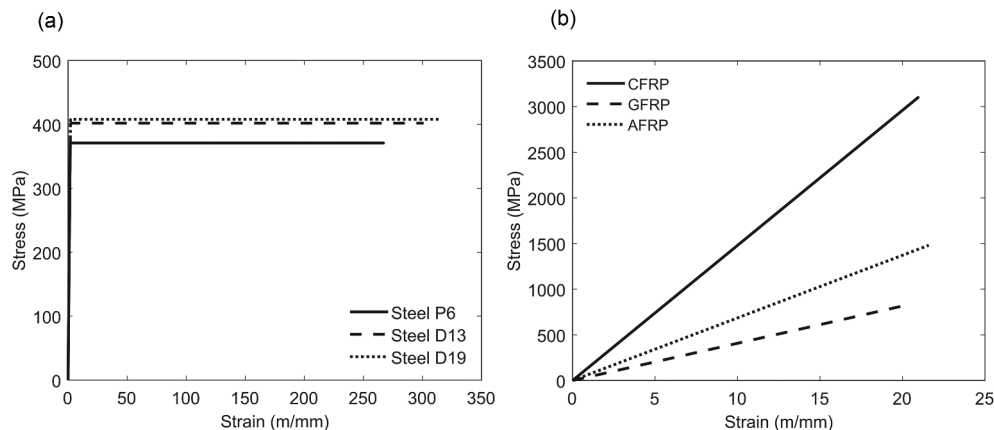 (a)
Stress (MPa)
500
400
300
200
100
0
0 50 100 150 200 250 300 350
Strain (m/mm)
Steel P6
Steel D13
Steel D19
(b)
Stress (MPa)
3500
3000
2500
2000
1500
1000
500
0
0 5 10 15 20 25
Strain (m/mm)
CFRP
GFRP
AFRP